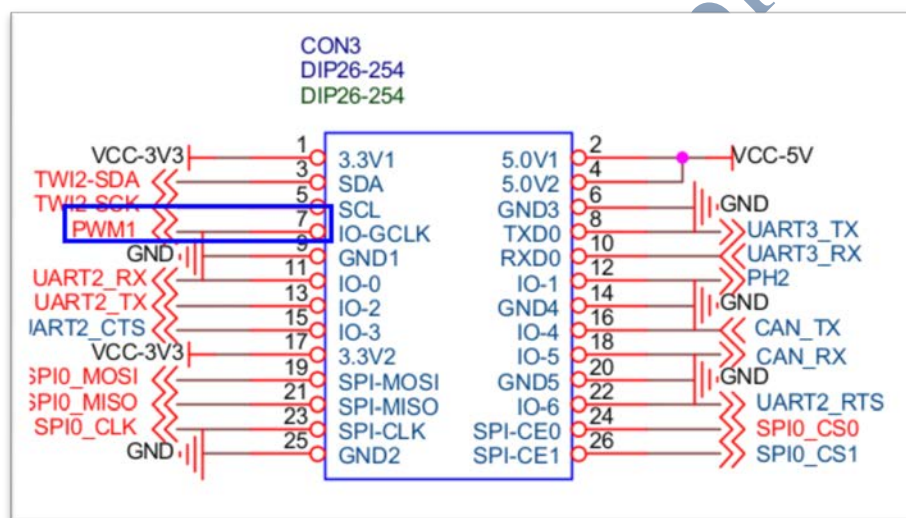 CON3
DIP26-254
DIP26-254
VCC-3V3 1 3.3V1 5.0V1 2 VCC-5V
TWI2-SDA 3 SDA 5.0V2 4
TWI2-SCK 5 SCL GND3 6 GND
PWM1 7 IO-GCLK TXD0 8 UART3_TX
GND 9 GND1 RXD0 10 UART3_RX
UART2_RX 11 IO-0 IO-1 12 PH2
UART2_TX 13 IO-2 GND4 14 GND
UART2_CTS 15 IO-3 IO-4 16 CAN_TX
VCC-3V3 17 3.3V2 IO-5 18 CAN_RX
SPI0_MOSI 19 SPI-MOSI GND5 20 GND
SPI0_MISO 21 SPI-MISO IO-6 22 UART2_RTS
SPI0_CLK 23 SPI-CLK SPI-CE0 24 SPI0_CS0
GND 25 GND2 SPI-CE1 26 SPI0_CS1